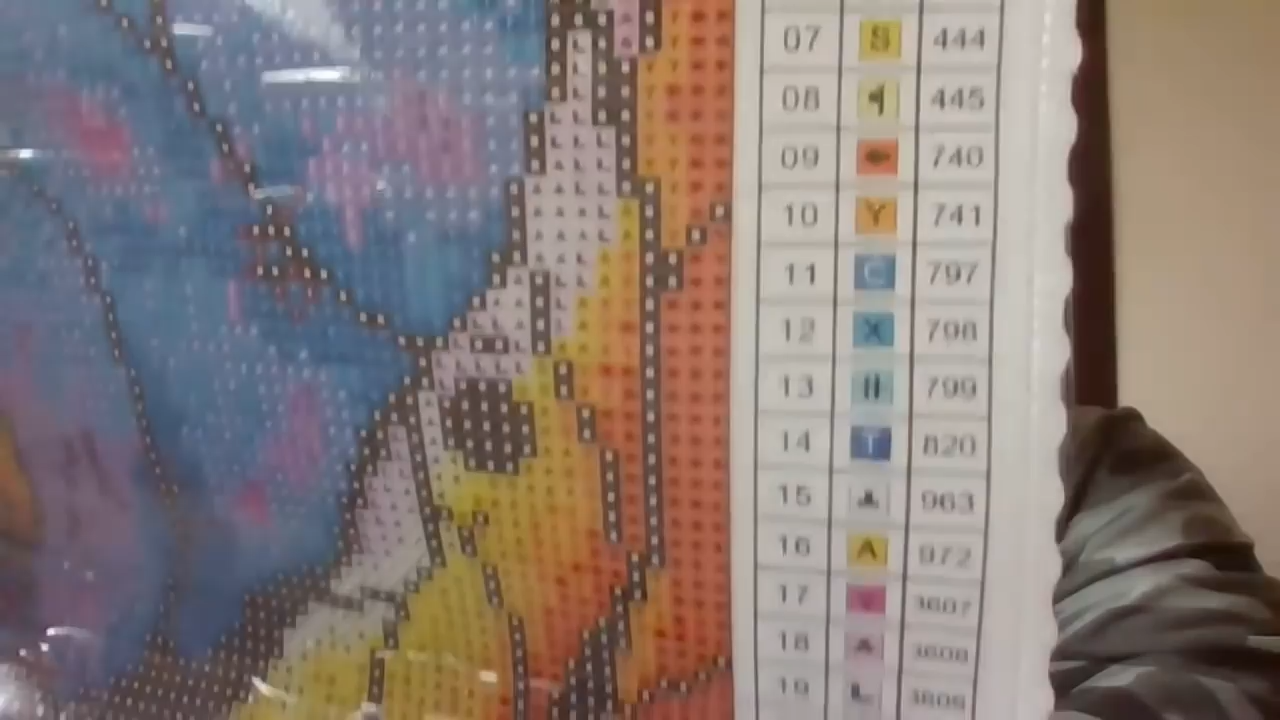 07 S 444
08 445
09 740
10 Y 741
11 C 797
12 X 798
13 II 799
14 T 820
15 963
16 A 972
17 3607
18 A 3608
19 L